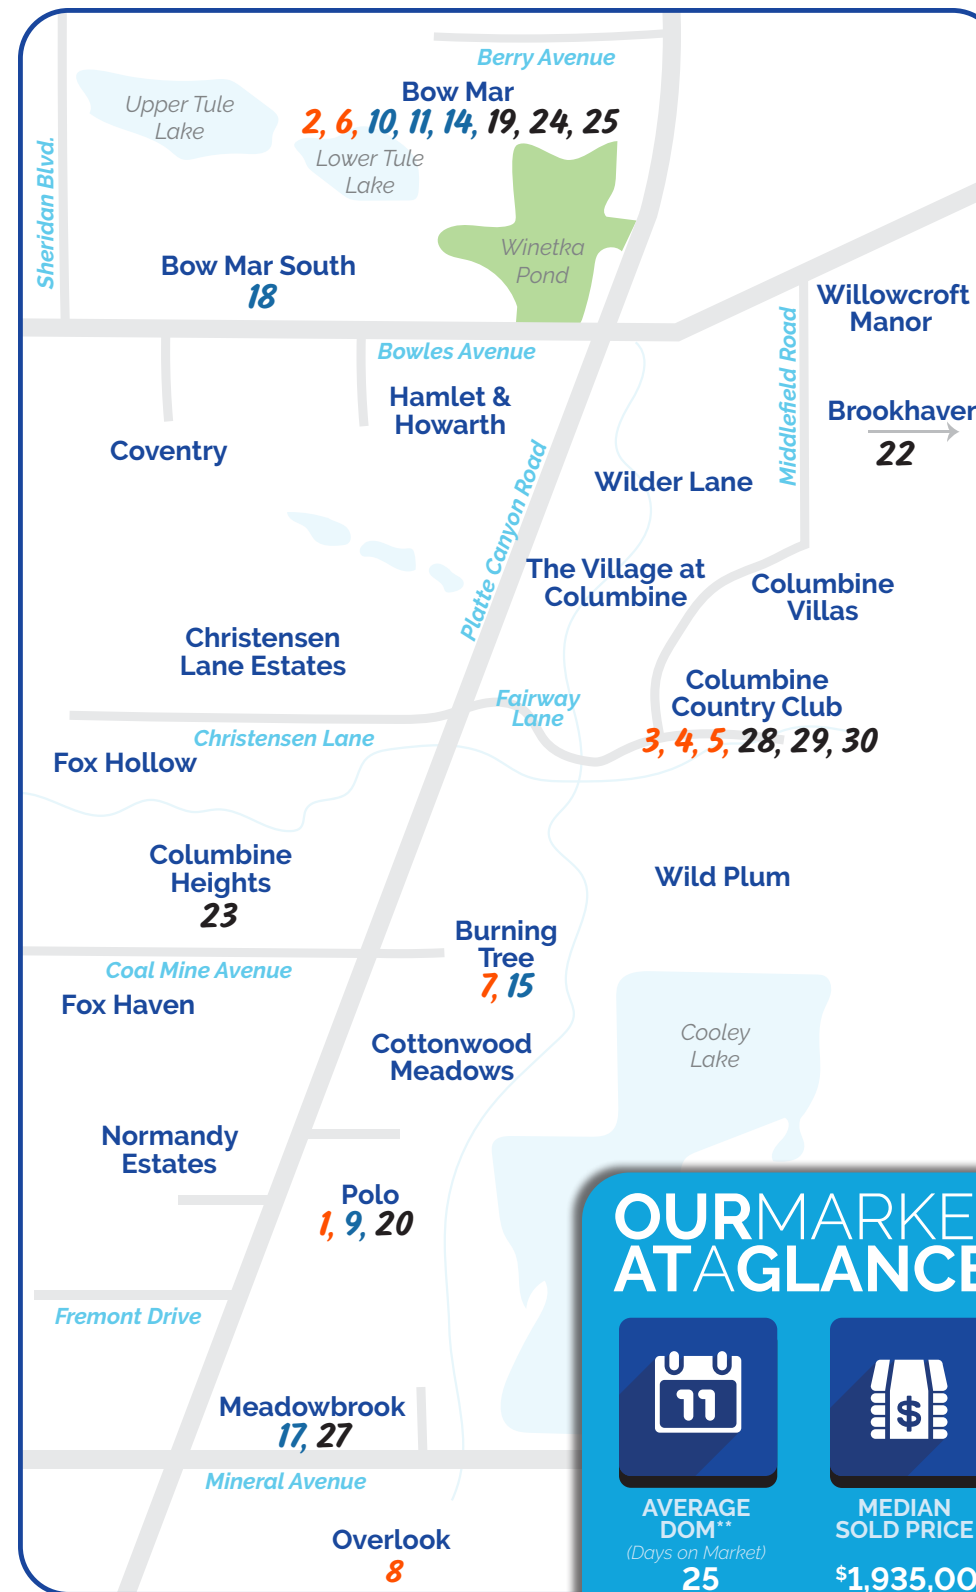 Berry Avenue
Bow Mar
2, 6, 10, 11, 14, 19, 24, 25
Upper Tule
Lake
Lower Tule
Lake
Sheridan Blvd.
Winetka
Pond
Bow Mar South
18
Willowcroft
Manor
Bowles Avenue
Middlefield Road
Hamlet &
Howarth
Brookhaven
22
Coventry
Platte Canyon Road
Wilder Lane
The Village at
Columbine
Columbine
Villas
Christensen
Lane Estates
Fairway
Lane
Columbine
Country Club
3, 4, 5, 28, 29, 30
Christensen Lane
Fox Hollow
Columbine
Heights
23
Wild Plum
Burning
Tree
7, 15
Coal Mine Avenue
Fox Haven
Cottonwood
Meadows
Cooley
Lake
Normandy
Estates
Polo
1, 9, 20
Fremont Drive
Meadowbrook
17, 27
Mineral Avenue
Overlook
8
OURMARKE
ATAGLANCE
11
$
AVERAGE
DOM**
(Days on Market)
25
MEDIAN
SOLD PRICE
$1,935,00